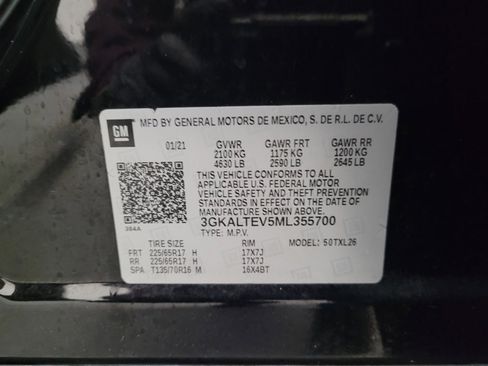 GM
MFD BY GENERAL MOTORS DE MEXICO, S. DE R.L. DE C.V.
01/21 GVWR GAWR FRT GAWR RR
2100 KG 1175 KG 1200 KG
4630 LB 2590 LB 2645 LB
THIS VEHICLE CONFORMS TO ALL
APPLICABLE U.S. FEDERAL MOTOR
VEHICLE SAFETY AND THEFT PREVENTION
STANDARDS IN EFFECT ON THE DATE OF
MANUFACTURE SHOWN ABOVE.
384A 3GKALTEV5ML355700
TYPE: M.P.V.
TIRE SIZE RIM MODEL: 50TXL26
FRT 225/65R17 H 17X7J
RR 225/65R17 H 17X7J
SPA T135/70R16 M 16X4BT